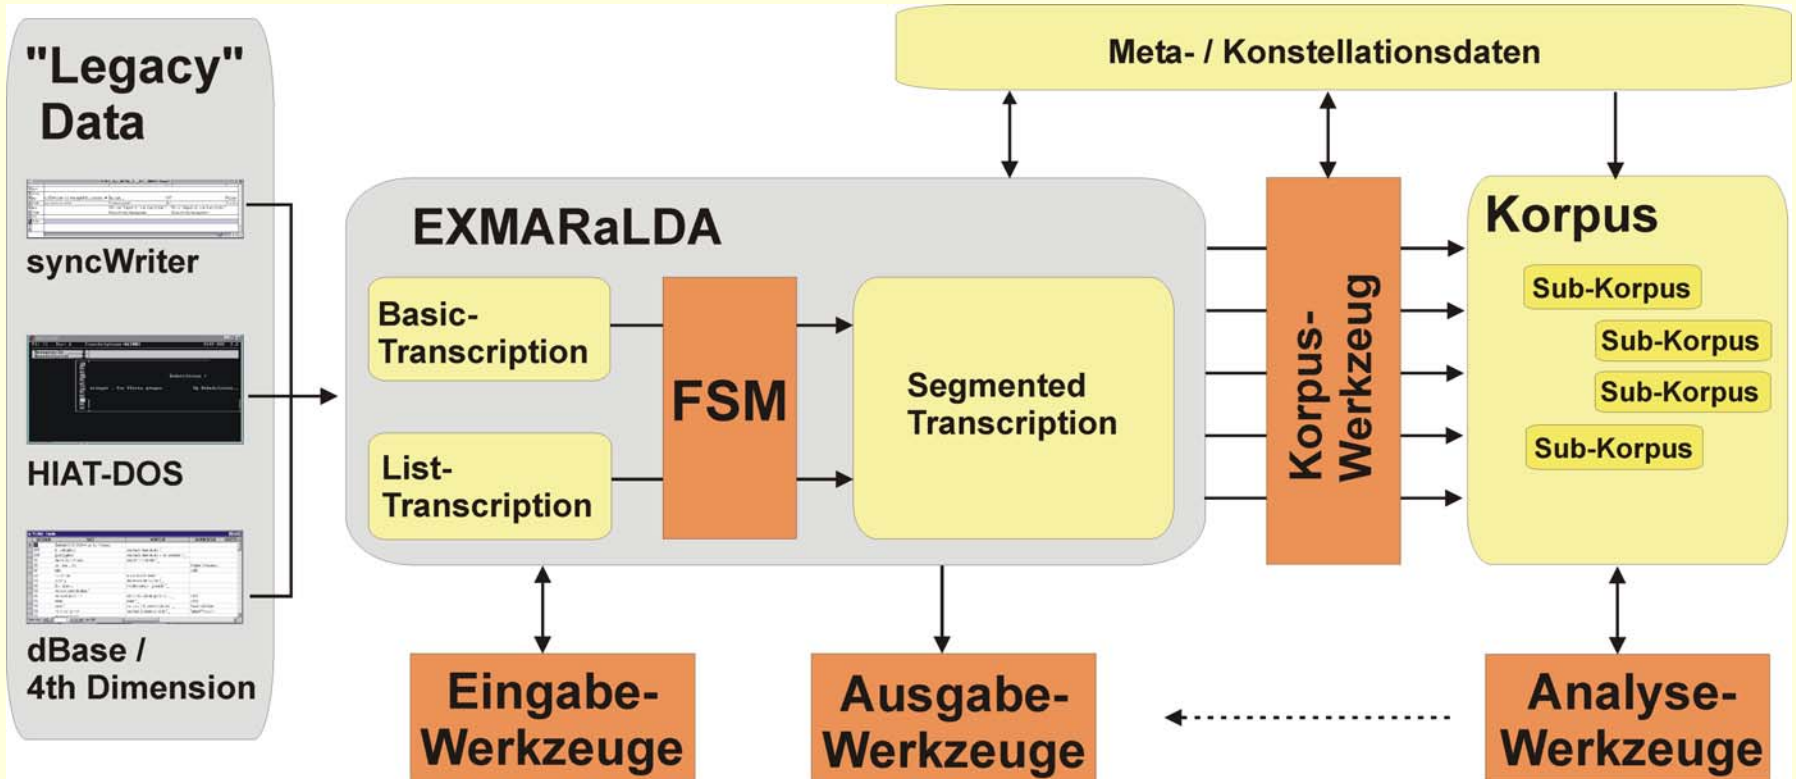 "Legacy"
Data
syncWriter
HIAT-DOS
dBase /
4th Dimension
Meta- / Konstellationsdaten
EXMARaLDA
Basic-
Transcription
List-
Transcription
FSM
Segmented
Transcription
Korpus-
Werkzeug
Korpus
Sub-Korpus
Sub-Korpus
Sub-Korpus
Sub-Korpus
Eingabe-
Werkzeuge
Ausgabe-
Werkzeuge
Analyse-
Werkzeuge